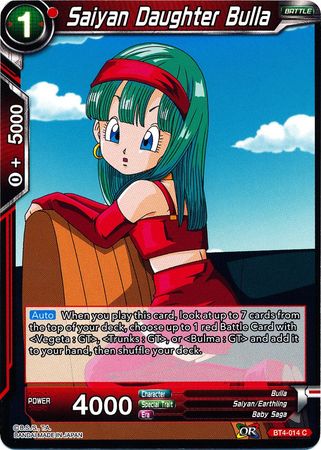 1
Saiyan Daughter Bulla
BATTLE
0 + 5000
Auto When you play this card, look at up to 7 cards from
the top of your deck, choose up to 1 red Battle Card with
<Vegeta : GT>, <Trunks : GT>, or <Bulma : GT> and add it
to your hand, then shuffle your deck.
POWER 4000
Character Bulla
Special Trait Saiyan/Earthling
Era Baby Saga
©B.S./S., T.A.
BANDAI MADE IN JAPAN
QR BT4-014 C